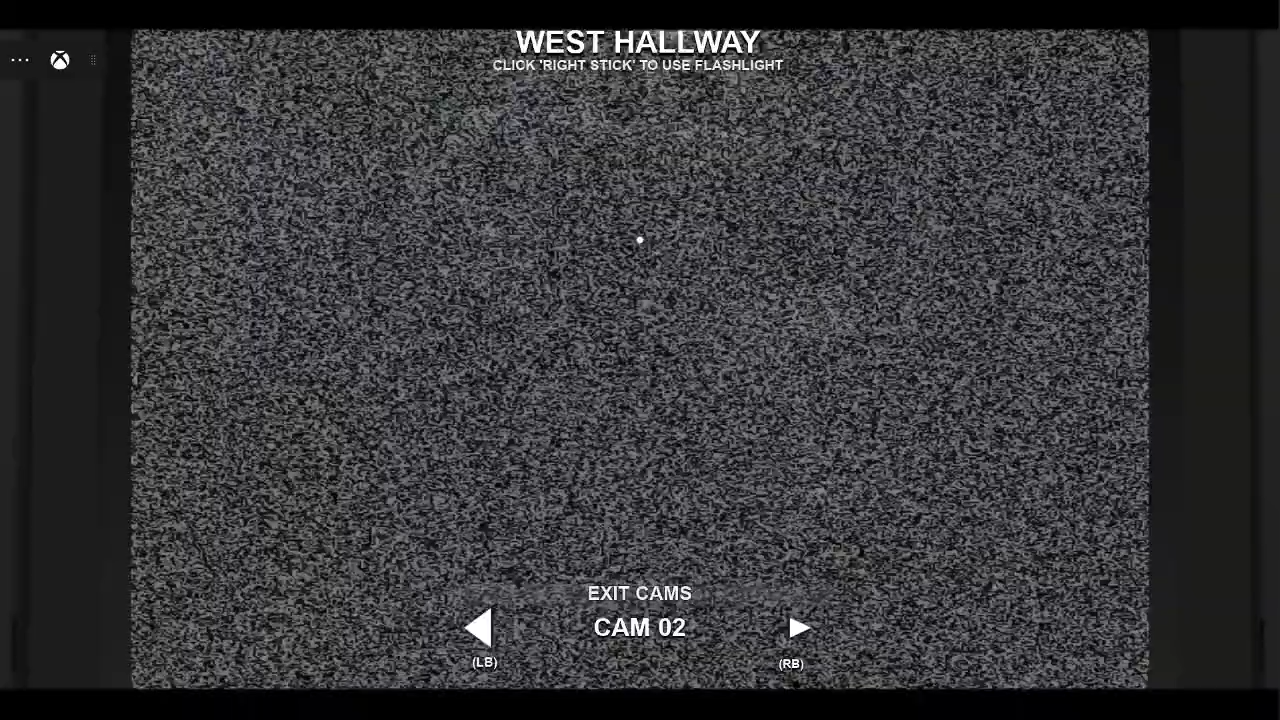 WEST HALLWAY
CLICK 'RIGHT STICK' TO USE FLASHLIGHT
EXIT CAMS
CAM 02
(LB)
(RB)